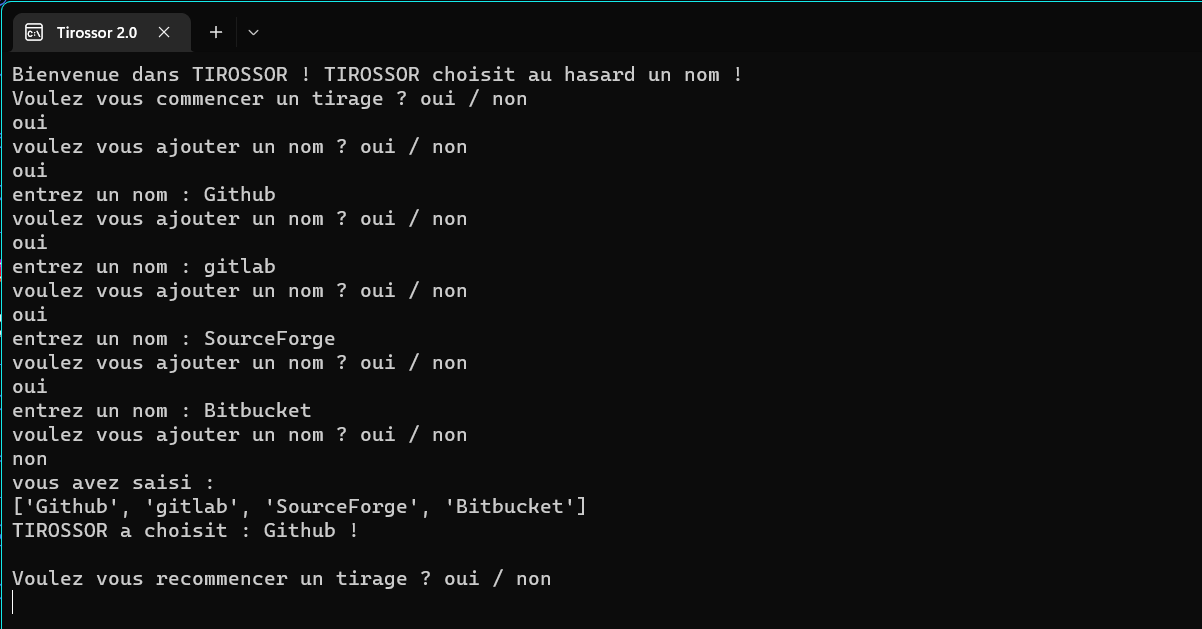 Tirossor 2.0
Bienvenue dans TIROSSOR ! TIROSSOR choisit au hasard un nom !
Voulez vous commencer un tirage ? oui / non
oui
voulez vous ajouter un nom ? oui / non
oui
entrez un nom : Github
voulez vous ajouter un nom ? oui / non
oui
entrez un nom : gitlab
voulez vous ajouter un nom ? oui / non
oui
entrez un nom : SourceForge
voulez vous ajouter un nom ? oui / non
oui
entrez un nom : Bitbucket
voulez vous ajouter un nom ? oui / non
non
vous avez saisi :
['Github', 'gitlab', 'SourceForge', 'Bitbucket']
TIROSSOR a choisit : Github !
Voulez vous recommencer un tirage ? oui / non